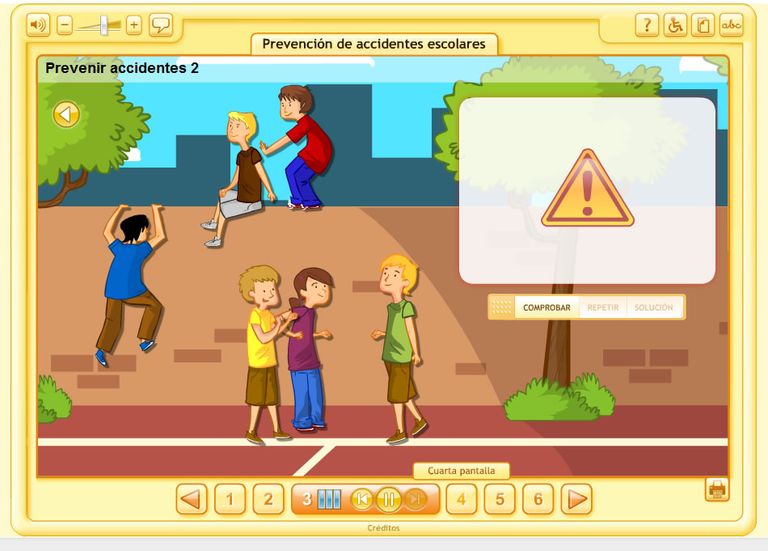 abc
Prevención de accidentes escolares
Prevenir accidentes 2
COMPROBAR REPETIR SOLUCIÓN
Cuarta pantalla
1 2 3 4 5 6
Créditos